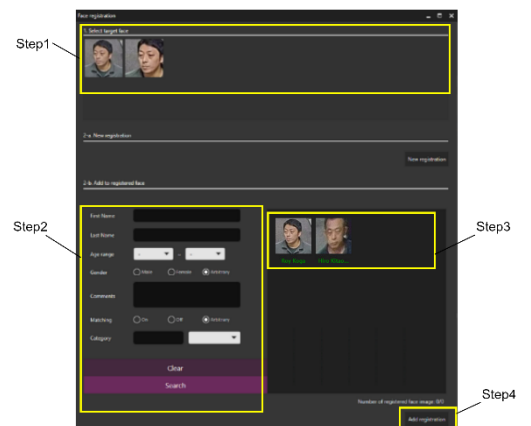 Face registration
1. Select target face
Step1
2-a. New registration
New registration
2-b. Add to registered face
First Name
Step2
Step3
Last Name
Age range - ~ -
Gender Male Female Arbitrary
Comments
Matching On Off Arbitrary
Category
Clear
Search
Number of registered face image: 0/2
Step4
Add registration